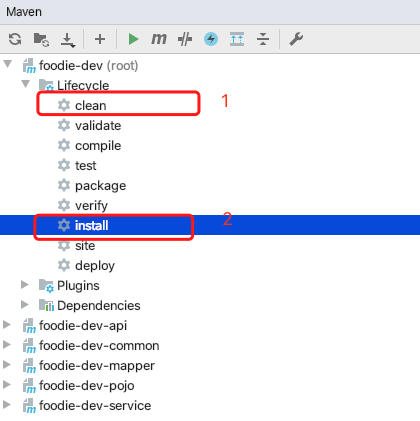 Maven
foodie-dev (root)
Lifecycle
clean 1
validate
compile
test
package
verify
install 2
site
deploy
Plugins
Dependencies
foodie-dev-api
foodie-dev-common
foodie-dev-mapper
foodie-dev-pojo
foodie-dev-service